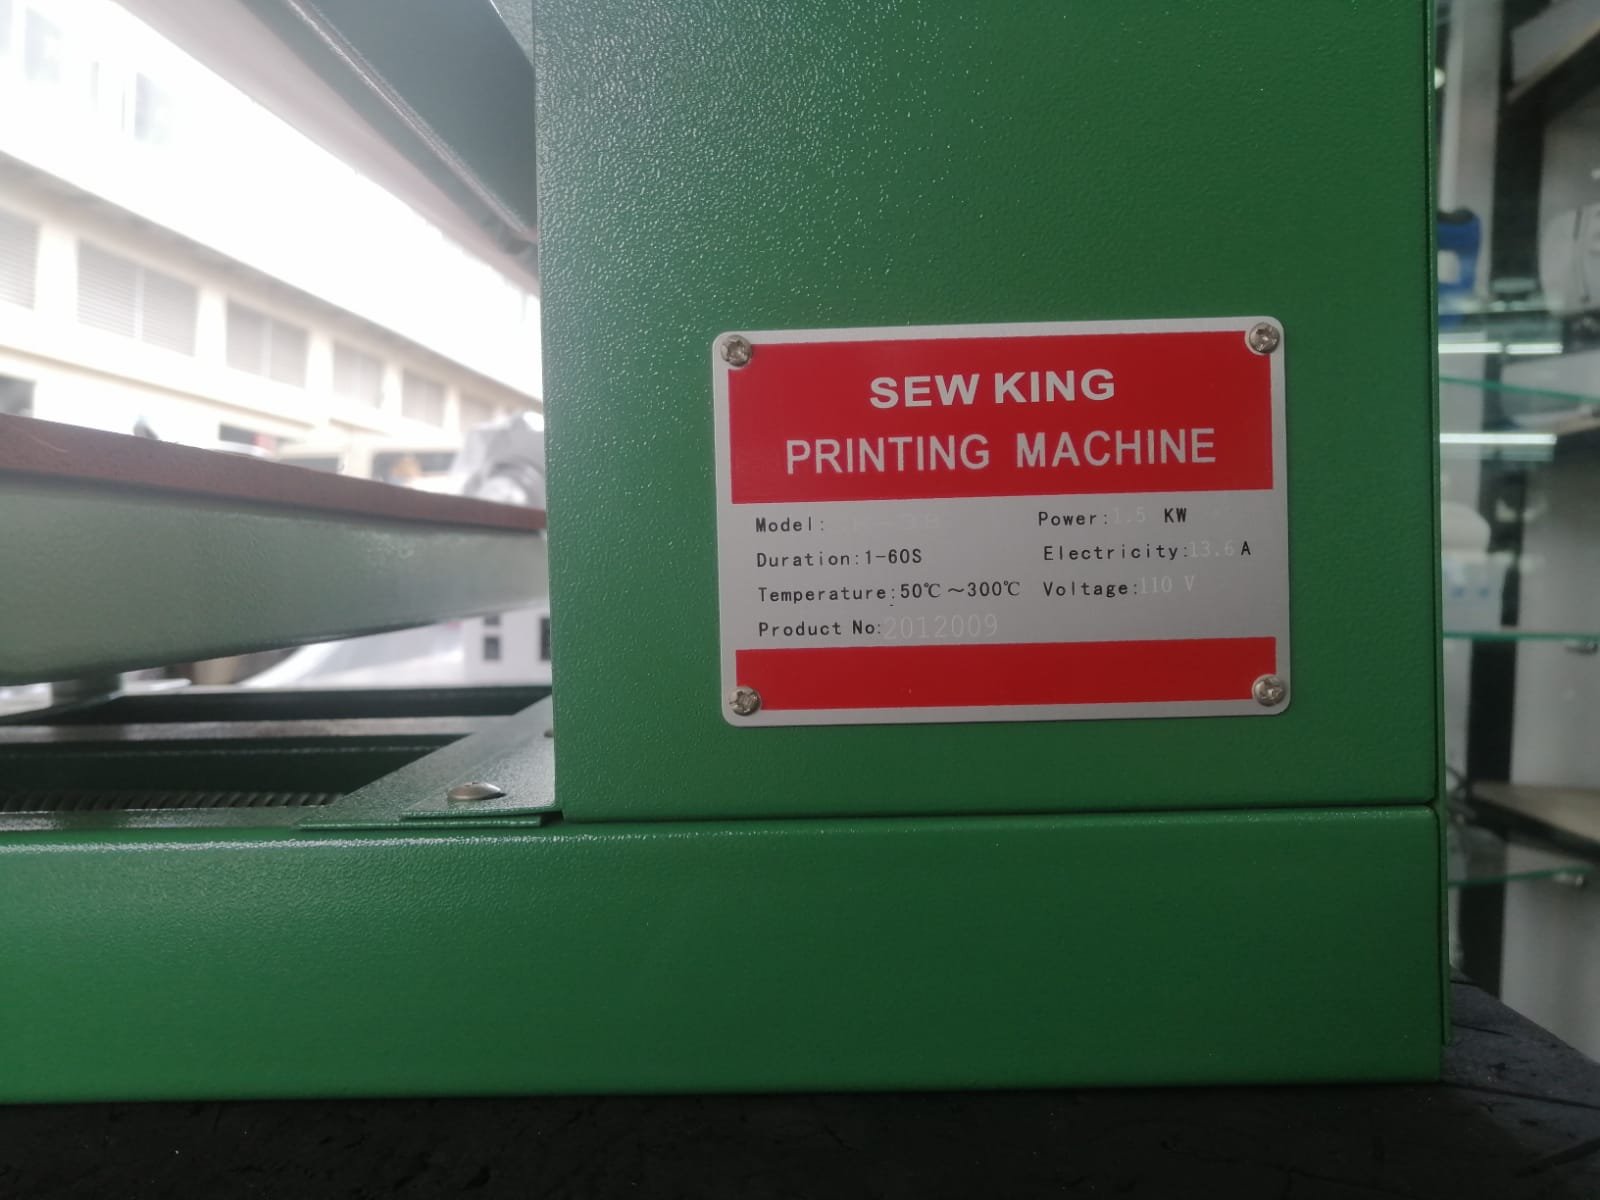 SEW KING
PRINTING MACHINE
Model: Power: 1.5 KW
Duration:1-60S Electricity:13.6 A
Temperature:50℃~300℃ Voltage:110 V
Product No:2012009